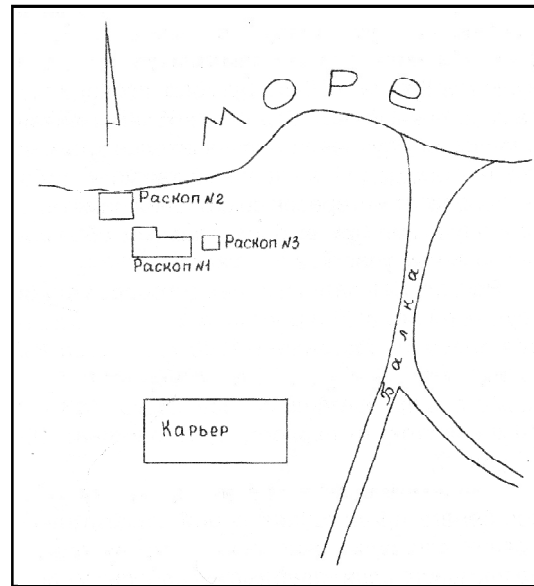 Море
Раскоп №2
Раскоп №3
Раскоп №1
Балка
Карьер